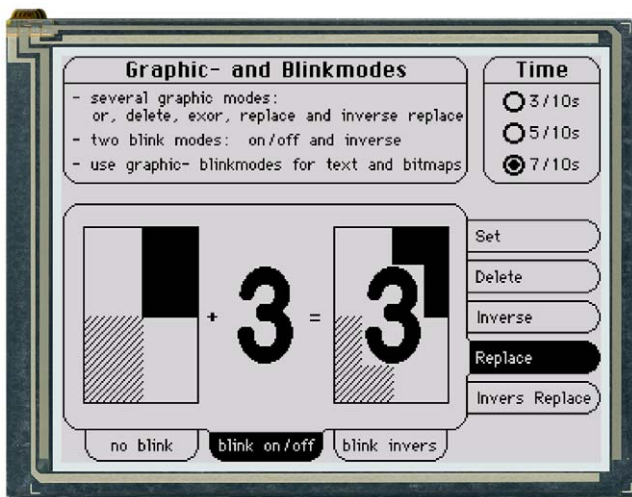 Graphic- and Blinkmodes
- several graphic modes:
or, delete, exor, replace and inverse replace
- two blink modes: on/off and inverse
- use graphic- blinkmodes for text and bitmaps
Time
3/10s
5/10s
7/10s
+ 3 = 3
Set
Delete
Inverse
Replace
Invers Replace
no blink
blink on/off
blink invers